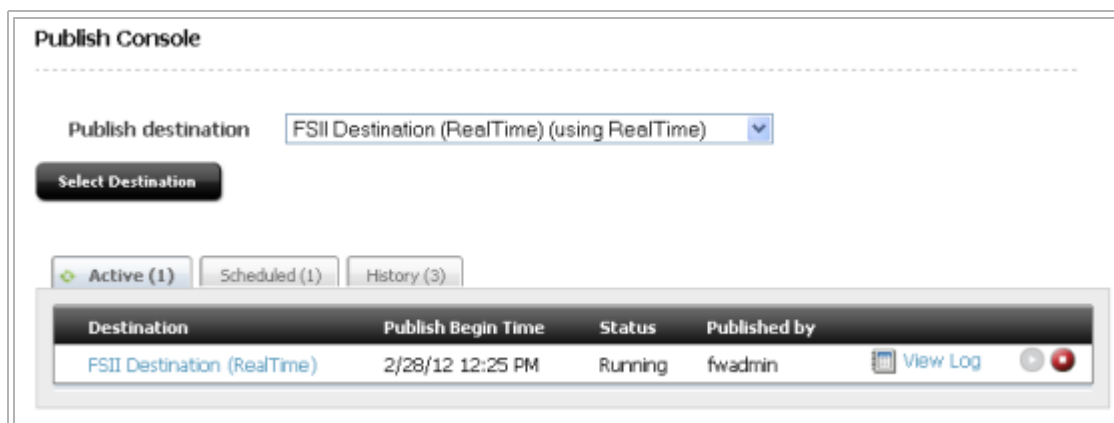 Publish Console
Publish destination FSII Destination (RealTime) (using RealTime)
Select Destination
Active (1) Scheduled (1) History (3)
Destination Publish Begin Time Status Published by
FSII Destination (RealTime) 2/28/12 12:25 PM Running fwadmin View Log